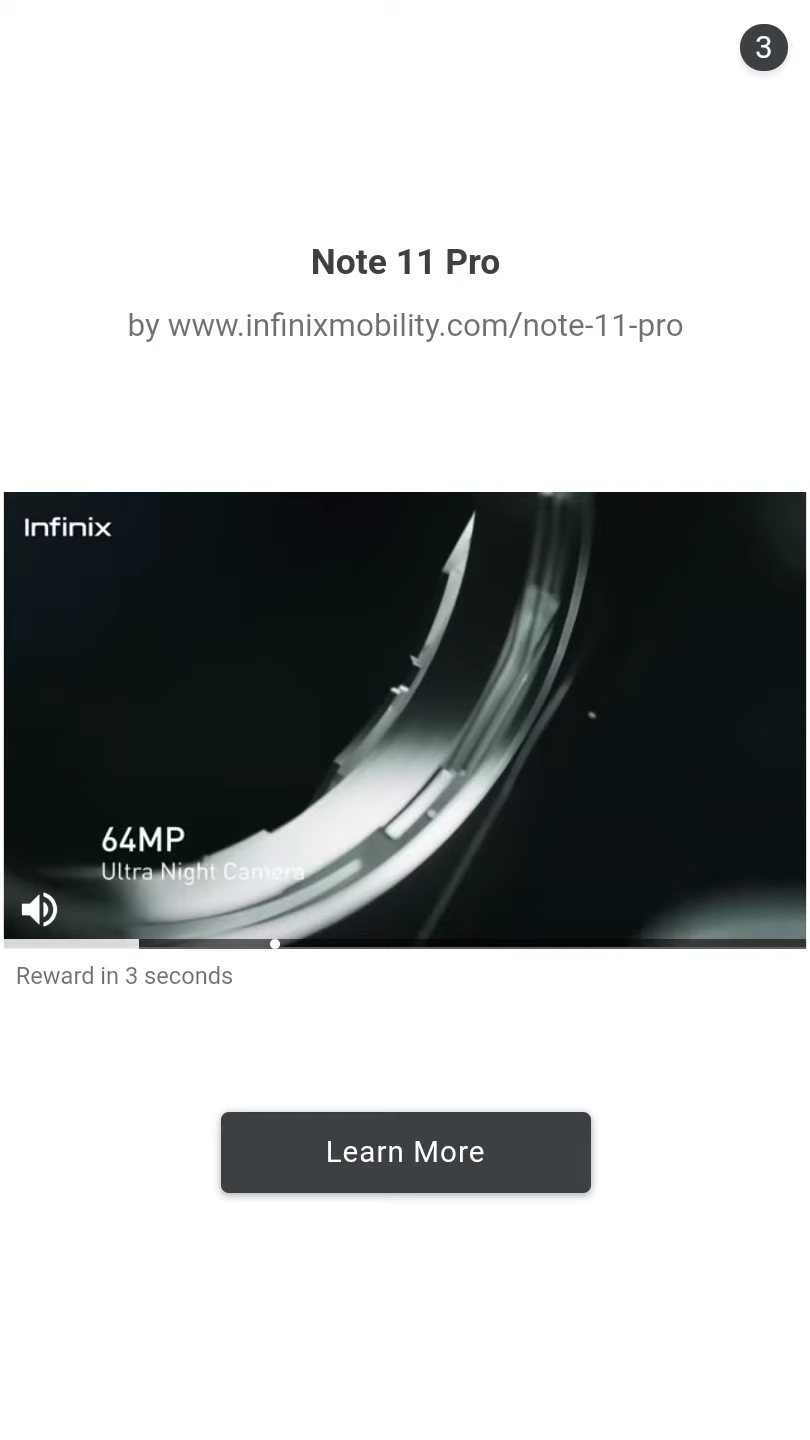 3
Note 11 Pro
by www.infinixmobility.com/note-11-pro
Infinix
64MP
Ultra Night Camera
Reward in 3 seconds
Learn More